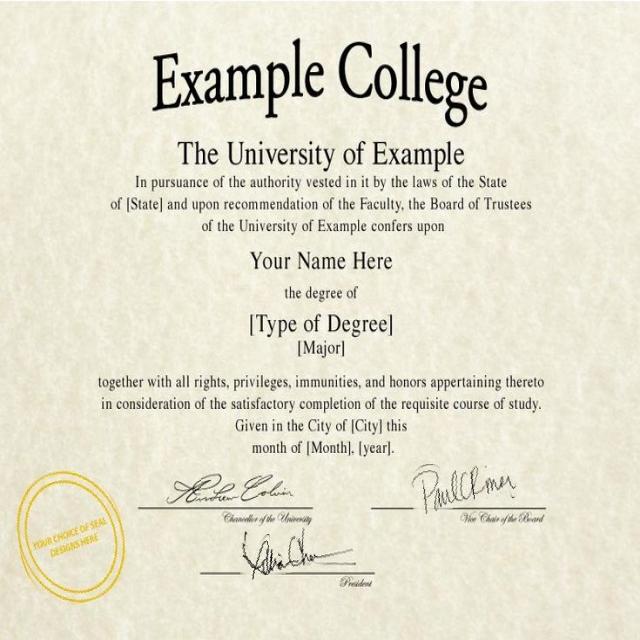 Example College
The University of Example
In pursuance of the authority vested in it by the laws of the State
of [State] and upon recommendation of the Faculty, the Board of Trustees
of the University of Example confers upon
Your Name Here
the degree of
[Type of Degree]
[Major]
together with all rights, privileges, immunities, and honors appertaining thereto
in consideration of the satisfactory completion of the requisite course of study.
Given in the City of [City] this
month of [Month], [year].
Chancellor of the University
Vice Chair of the Board
President
YOUR CHOICE OF SEAL
DESIGNS HERE